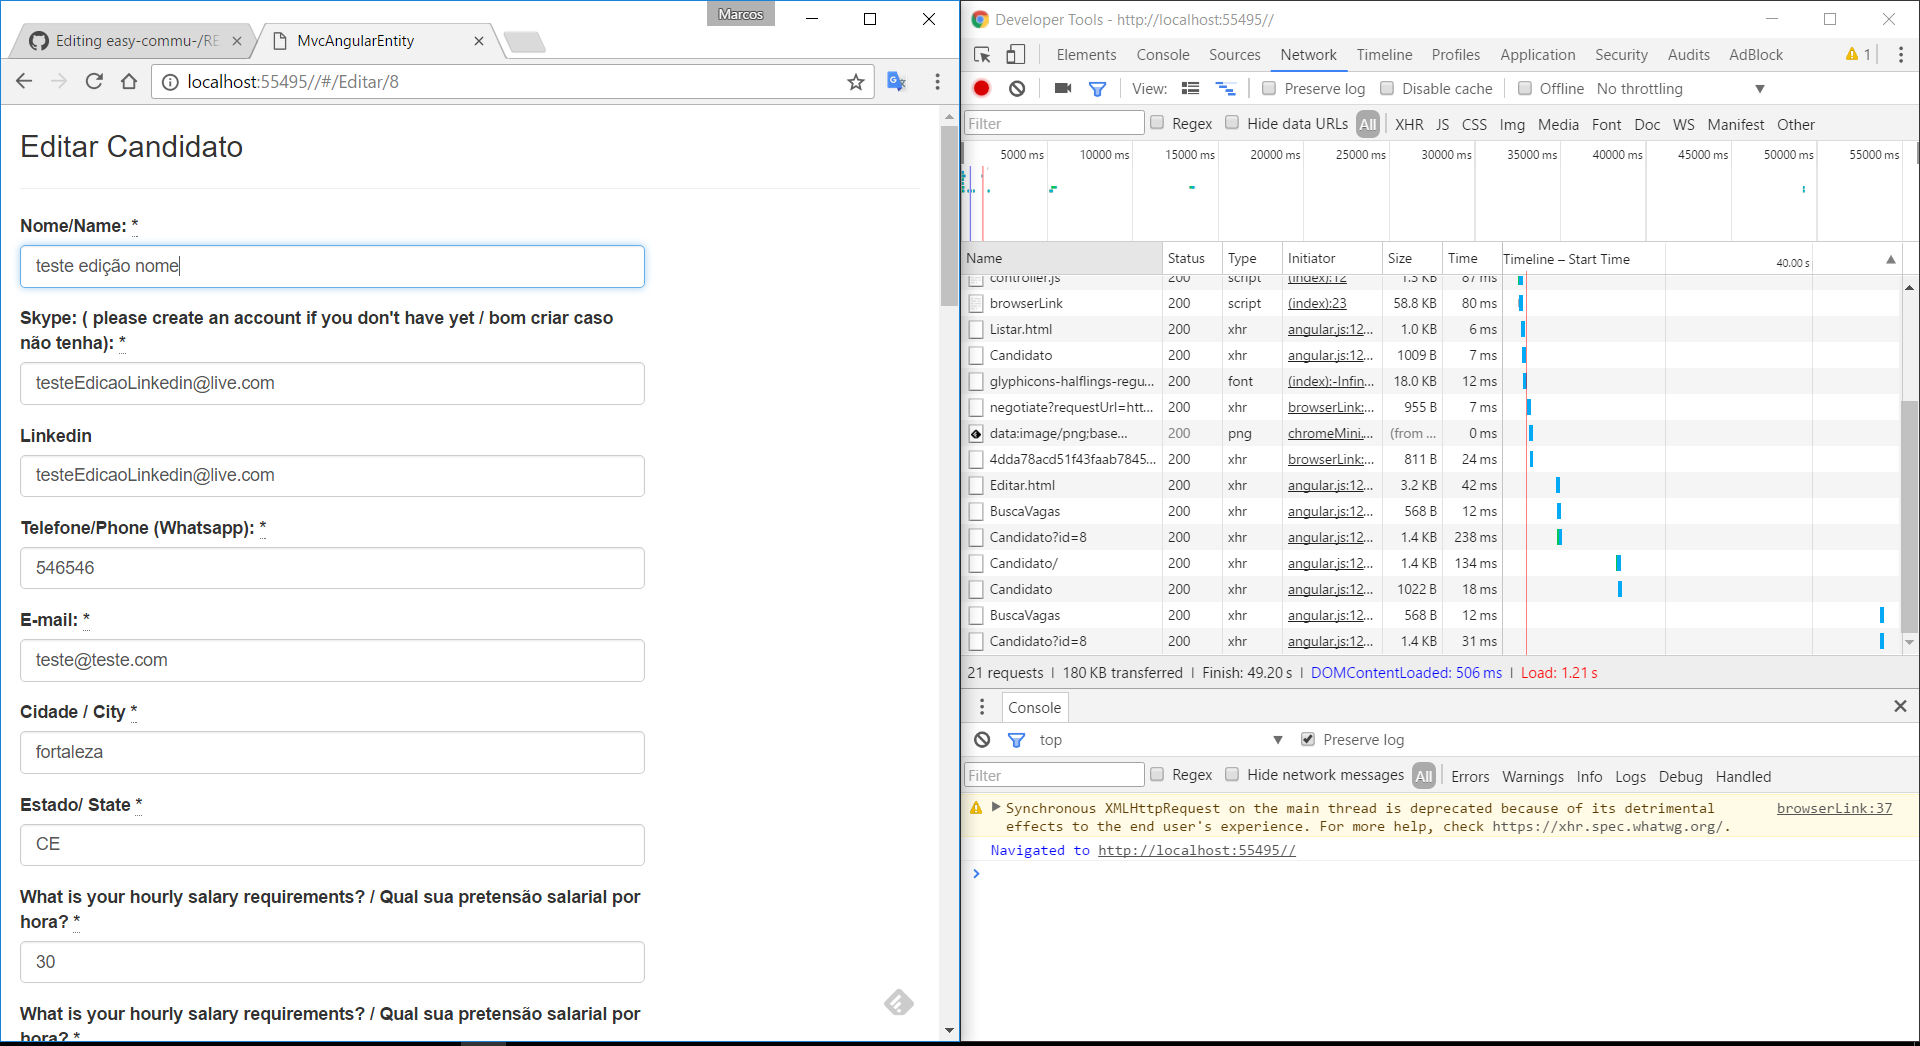 Marcos
Editing easy-commu-/RE
MvcAngularEntity
localhost:55495//#/Editar/8
Editar Candidato
Nome/Name: *
teste edição nome
Skype: ( please create an account if you don't have yet / bom criar caso
não tenha): *
testeEdicaoLinkedin@live.com
Linkedin
testeEdicaoLinkedin@live.com
Telefone/Phone (Whatsapp): *
546546
E-mail: *
teste@teste.com
Cidade / City *
fortaleza
Estado/ State *
CE
What is your hourly salary requirements? / Qual sua pretensão salarial por
hora? *
30
What is your hourly salary requirements? / Qual sua pretensão salarial por
hora? *
Developer Tools - http://localhost:55495//
Elements Console Sources Network Timeline Profiles Application Security Audits AdBlock 1
View: Preserve log Disable cache Offline No throttling
Filter Regex Hide data URLs All XHR JS CSS Img Media Font Doc WS Manifest Other
5000 ms 10000 ms 15000 ms 20000 ms 25000 ms 30000 ms 35000 ms 40000 ms 45000 ms 50000 ms 55000 ms
Name Status Type Initiator Size Time Timeline – Start Time 40.00 s
controller.js 200 script (index):12 1.5 KB 87 ms
browserLink 200 script (index):23 58.8 KB 80 ms
Listar.html 200 xhr angular.js:12... 1.0 KB 6 ms
Candidato 200 xhr angular.js:12... 1009 B 7 ms
glyphicons-halflings-regu... 200 font (index):-Infin... 18.0 KB 12 ms
negotiate?requestUrl=htt... 200 xhr browserLink:... 955 B 7 ms
data:image/png;base... 200 png chromeMini... (from ... 0 ms
4dda78acd51f43faab7845... 200 xhr browserLink:... 811 B 24 ms
Editar.html 200 xhr angular.js:12... 3.2 KB 42 ms
BuscaVagas 200 xhr angular.js:12... 568 B 12 ms
Candidato?id=8 200 xhr angular.js:12... 1.4 KB 238 ms
Candidato/ 200 xhr angular.js:12... 1.4 KB 134 ms
Candidato 200 xhr angular.js:12... 1022 B 18 ms
BuscaVagas 200 xhr angular.js:12... 568 B 12 ms
Candidato?id=8 200 xhr angular.js:12... 1.4 KB 31 ms
21 requests | 180 KB transferred | Finish: 49.20 s | DOMContentLoaded: 506 ms | Load: 1.21 s
Console
top Preserve log
Filter Regex Hide network messages All Errors Warnings Info Logs Debug Handled
Synchronous XMLHttpRequest on the main thread is deprecated because of its detrimental browserLink:37
effects to the end user's experience. For more help, check https://xhr.spec.whatwg.org/.
Navigated to http://localhost:55495//